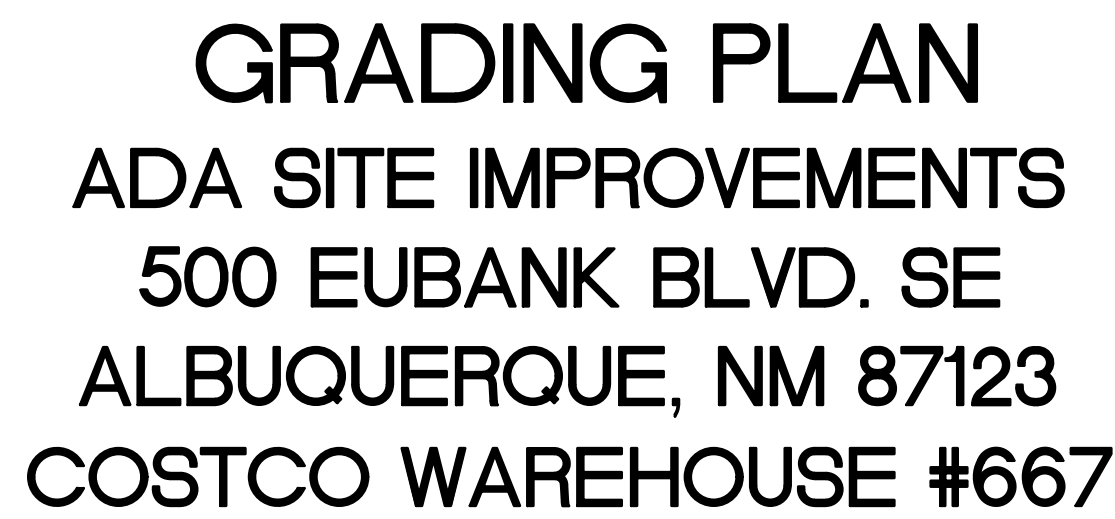 GRADING PLAN
ADA SITE IMPROVEMENTS
500 EUBANK BLVD. SE
ALBUQUERQUE, NM 87123
COSTCO WAREHOUSE #667